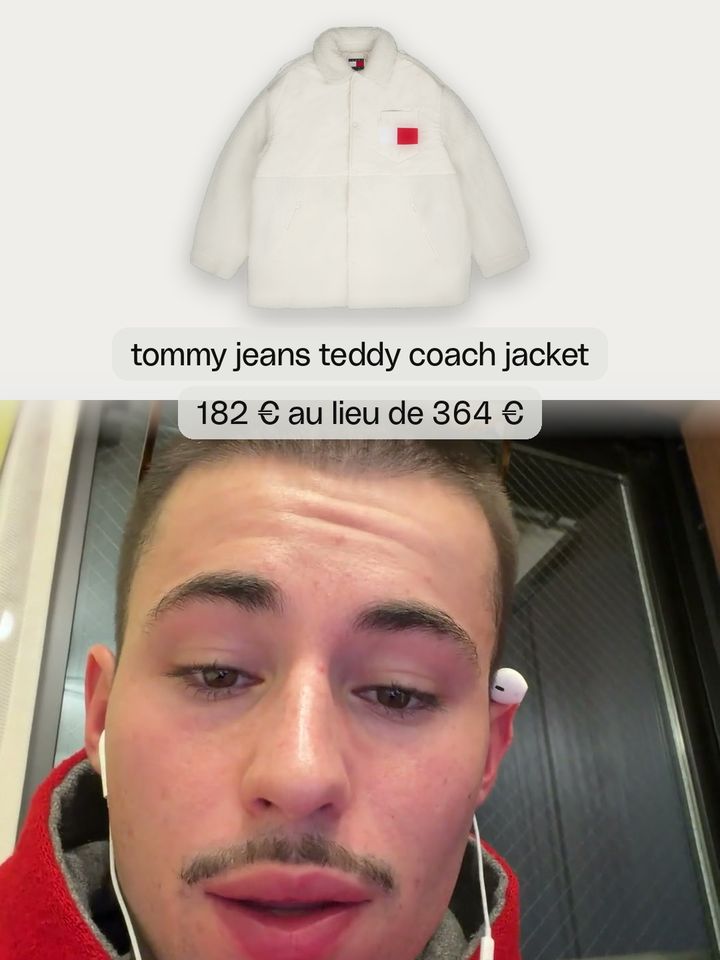 tommy jeans teddy coach jacket
182 € au lieu de 364 €